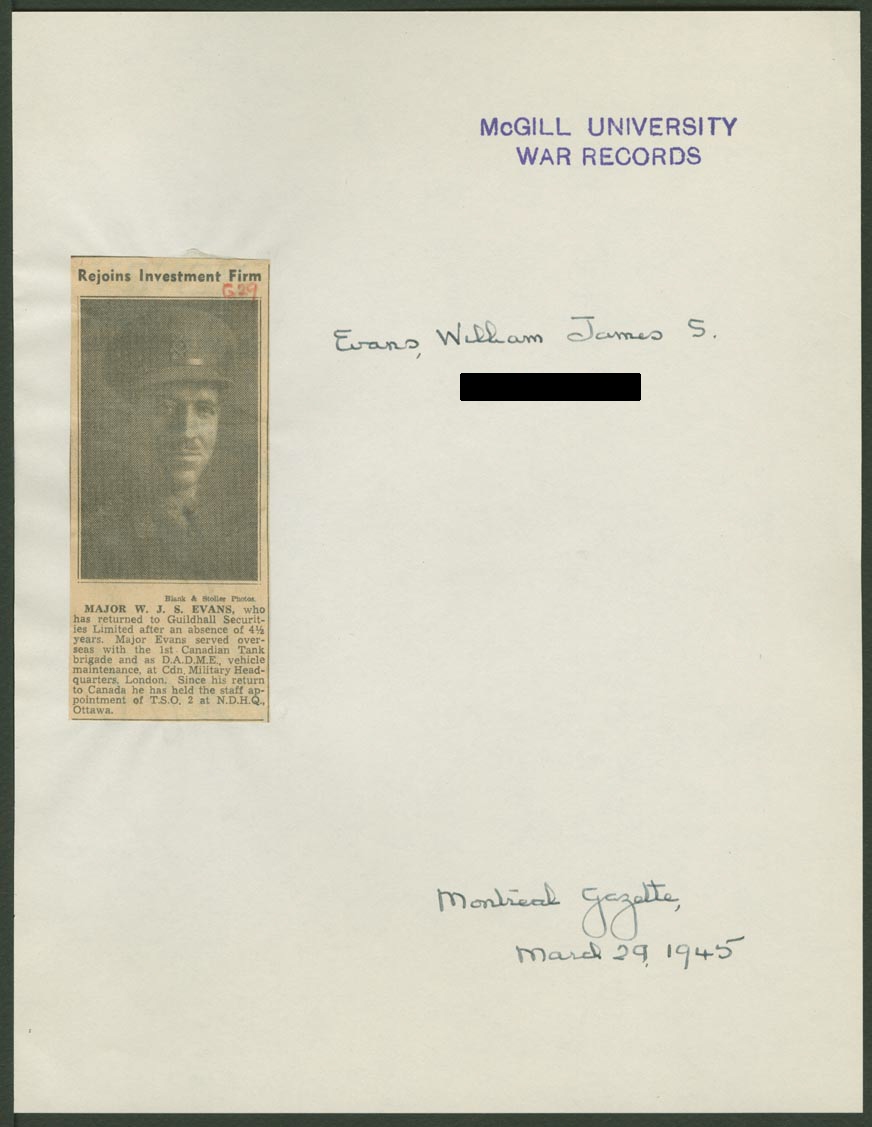 McGILL UNIVERSITY
WAR RECORDS
Rejoins Investment Firm
G29
Evans, William James S.
Blank & Stoller Photos.
MAJOR W. J. S. EVANS, who
has returned to Guildhall Securit-
ies Limited after an absence of 4½
years. Major Evans served over-
seas with the 1st Canadian Tank
brigade and as D.A.D.M.E., vehicle
maintenance, at Cdn. Military Head-
quarters, London. Since his return
to Canada he has held the staff ap-
pointment of T.S.O. 2 at N.D.H.Q.,
Ottawa.
Montreal Gazette,
March 29, 1945